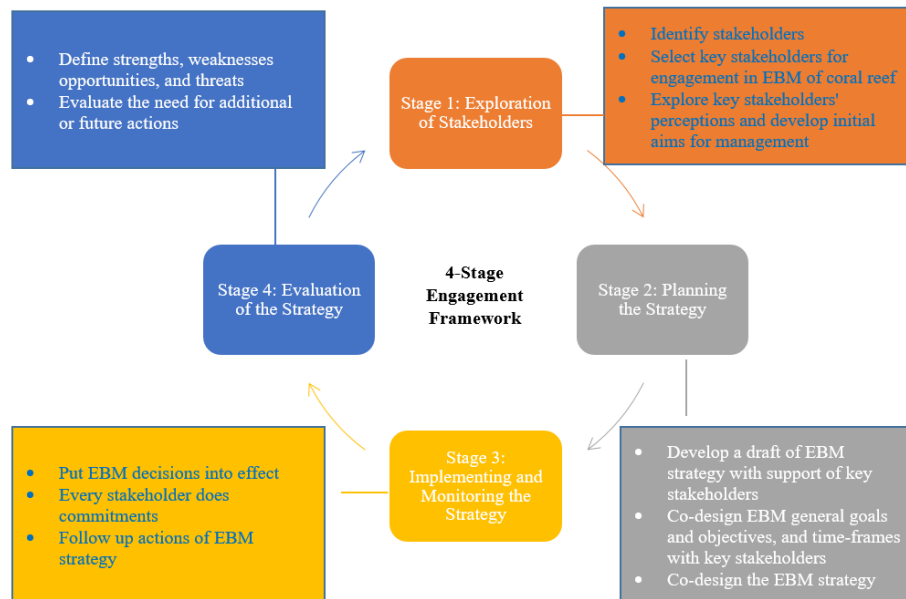 • Define strengths, weaknesses
opportunities, and threats
• Evaluate the need for additional
or future actions
Stage 1: Exploration
of Stakeholders
• Identify stakeholders
• Select key stakeholders for
engagement in EBM of coral reef
• Explore key stakeholders'
perceptions and develop initial
aims for management
Stage 4: Evaluation
of the Strategy
4-Stage
Engagement
Framework
Stage 2: Planning
the Strategy
• Put EBM decisions into effect
• Every stakeholder does
commitments
• Follow up actions of EBM
strategy
Stage 3:
Implementing and
Monitoring the
Strategy
• Develop a draft of EBM
strategy with support of key
stakeholders
• Co-design EBM general goals
and objectives, and time-frames
with key stakeholders
• Co-design the EBM strategy